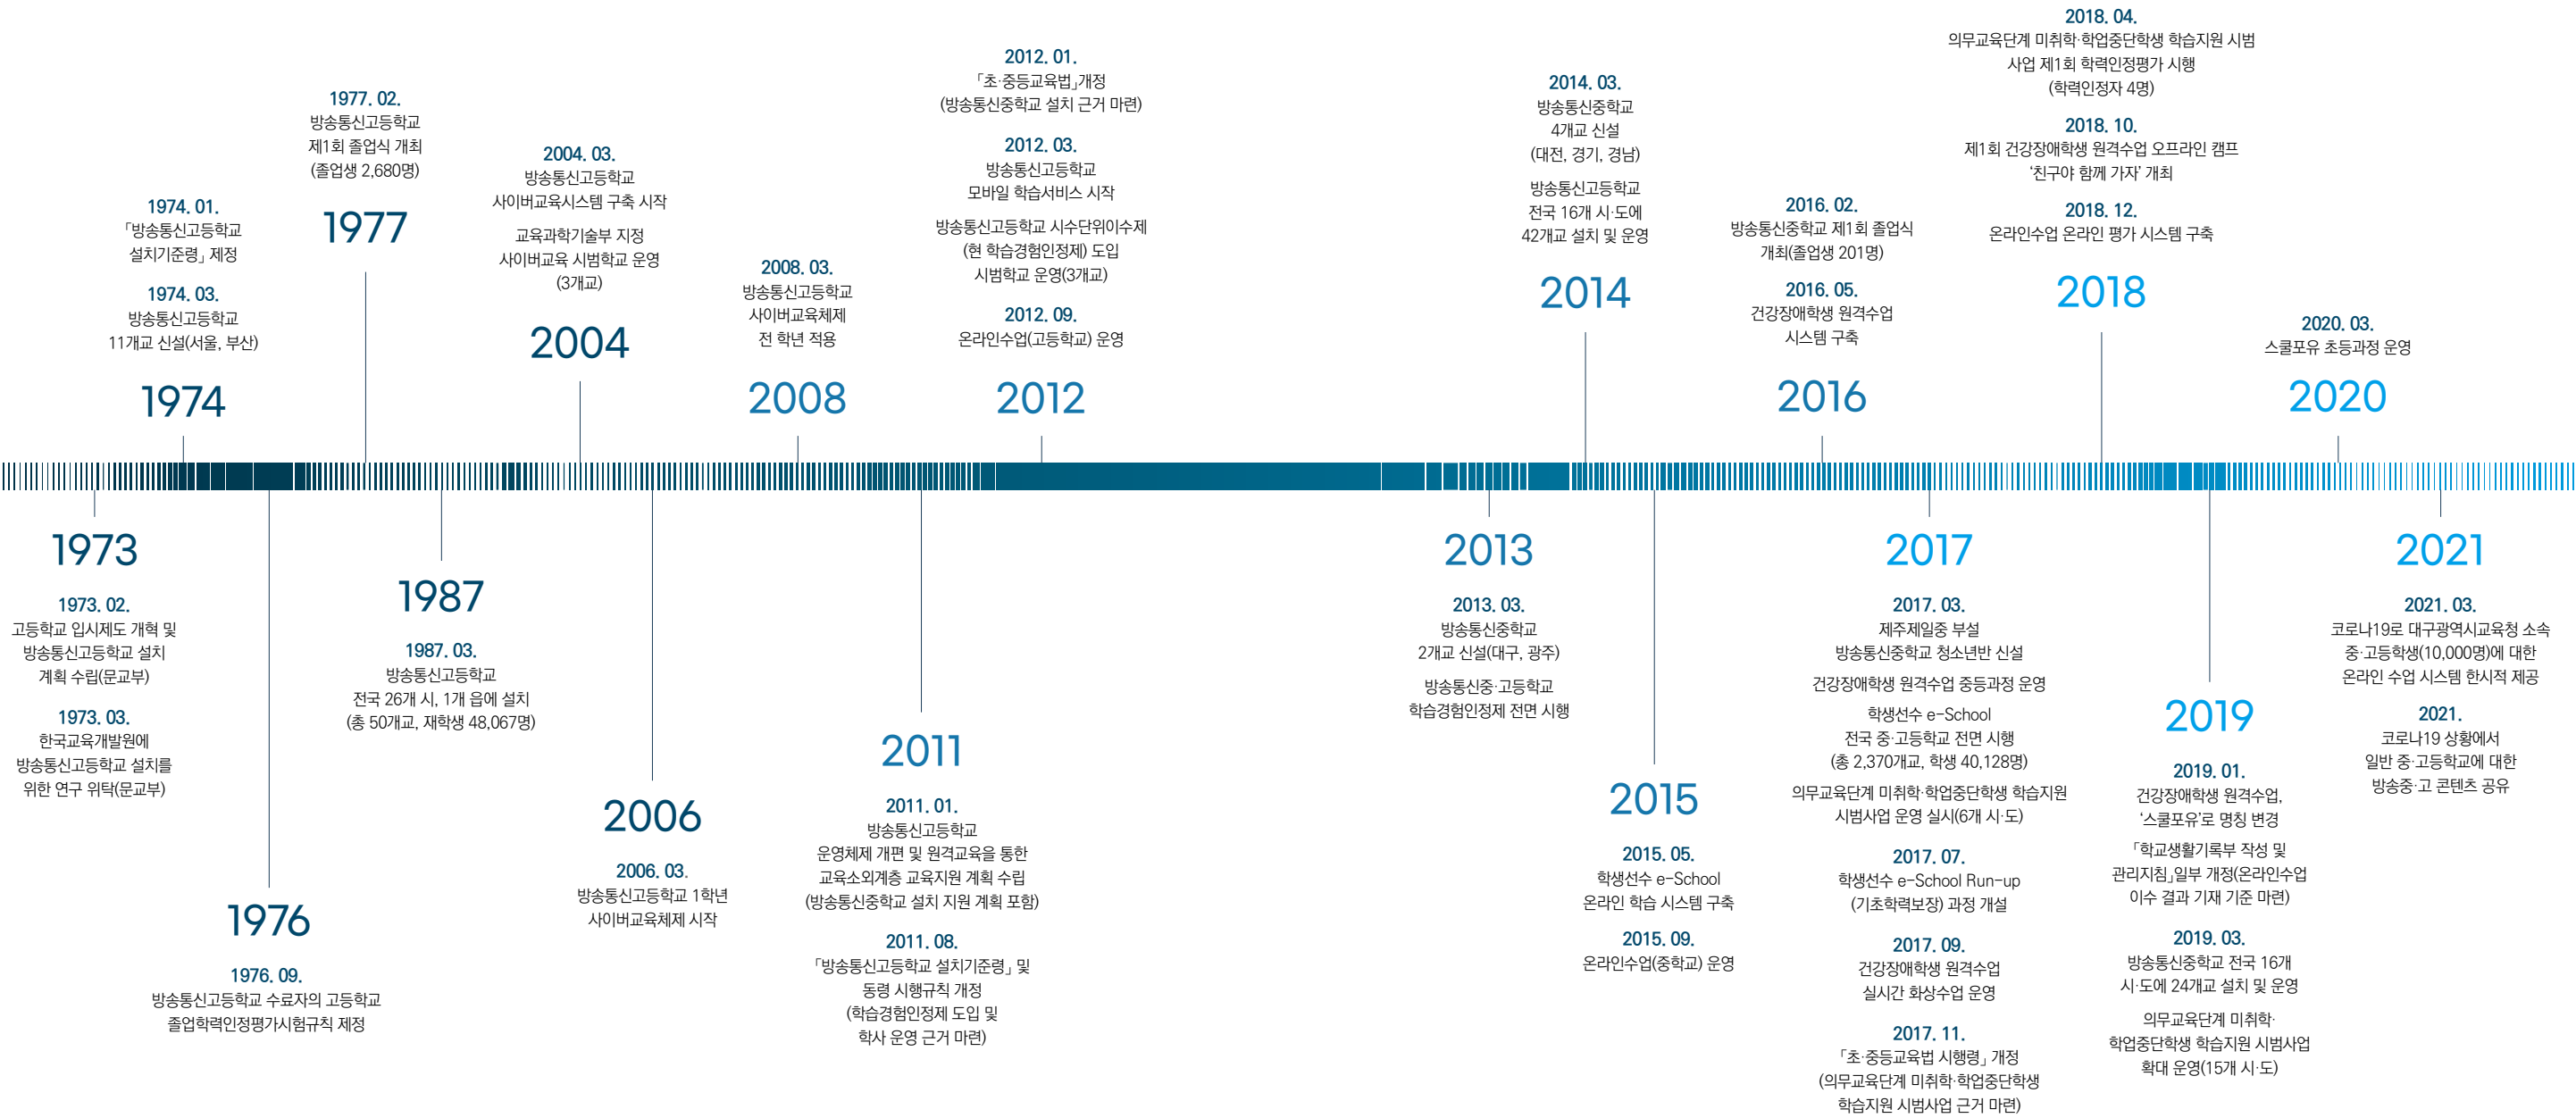 1973
1973. 02.
고등학교 입시제도 개혁 및
방송통신고등학교 설치
계획 수립(문교부)
1973. 03.
한국교육개발원에
방송통신고등학교 설치를
위한 연구 위탁(문교부)
1974. 01.
「방송통신고등학교
설치기준령」 제정
1974. 03.
방송통신고등학교
11개교 신설(서울, 부산)
1974
1976
1976. 09.
방송통신고등학교 수료자의 고등학교
졸업학력인정평가시험규칙 제정
1977. 02.
방송통신고등학교
제1회 졸업식 개최
(졸업생 2,680명)
1977
1987
1987. 03.
방송통신고등학교
전국 26개 시, 1개 읍에 설치
(총 50개교, 재학생 48,067명)
2004. 03.
방송통신고등학교
사이버교육시스템 구축 시작
교육과학기술부 지정
사이버교육 시범학교 운영
(3개교)
2004
2006
2006. 03.
방송통신고등학교 1학년
사이버교육체제 시작
2008. 03.
방송통신고등학교
사이버교육체제
전 학년 적용
2008
2011
2011. 01.
방송통신고등학교
운영체제 개편 및 원격교육을 통한
교육소외계층 교육지원 계획 수립
(방송통신중학교 설치 지원 계획 포함)
2011. 08.
「방송통신고등학교 설치기준령」 및
동령 시행규칙 개정
(학습경험인정제 도입 및
학사 운영 근거 마련)
2012. 01.
「초·중등교육법」개정
(방송통신중학교 설치 근거 마련)
2012. 03.
방송통신고등학교
모바일 학습서비스 시작
방송통신고등학교 시수단위이수제
(현 학습경험인정제) 도입
시범학교 운영(3개교)
2012. 09.
온라인수업(고등학교) 운영
2012
2013
2013. 03.
방송통신중학교
2개교 신설(대구, 광주)
방송통신중·고등학교
학습경험인정제 전면 시행
2014. 03.
방송통신중학교
4개교 신설
(대전, 경기, 경남)
방송통신고등학교
전국 16개 시·도에
42개교 설치 및 운영
2014
2015
2015. 05.
학생선수 e-School
온라인 학습 시스템 구축
2015. 09.
온라인수업(중학교) 운영
2016. 02.
방송통신중학교 제1회 졸업식
개최(졸업생 201명)
2016. 05.
건강장애학생 원격수업
시스템 구축
2016
2017
2017. 03.
제주제일중 부설
방송통신중학교 청소년반 신설
건강장애학생 원격수업 중등과정 운영
학생선수 e-School
전국 중·고등학교 전면 시행
(총 2,370개교, 학생 40,128명)
의무교육단계 미취학·학업중단학생 학습지원
시범사업 운영 실시(6개 시·도)
2017. 07.
학생선수 e-School Run-up
(기초학력보장) 과정 개설
2017. 09.
건강장애학생 원격수업
실시간 화상수업 운영
2017. 11.
「초·중등교육법 시행령」 개정
(의무교육단계 미취학·학업중단학생
학습지원 시범사업 근거 마련)
2018. 04.
의무교육단계 미취학·학업중단학생 학습지원 시범
사업 제1회 학력인정평가 시행
(학력인정자 4명)
2018. 10.
제1회 건강장애학생 원격수업 오프라인 캠프
‘친구야 함께 가자’ 개최
2018. 12.
온라인수업 온라인 평가 시스템 구축
2018
2019
2019. 01.
건강장애학생 원격수업,
‘스쿨포유’로 명칭 변경
「학교생활기록부 작성 및
관리지침」일부 개정(온라인수업
이수 결과 기재 기준 마련)
2019. 03.
방송통신중학교 전국 16개
시·도에 24개교 설치 및 운영
의무교육단계 미취학·
학업중단학생 학습지원 시범사업
확대 운영(15개 시·도)
2020. 03.
스쿨포유 초등과정 운영
2020
2021
2021. 03.
코로나19로 대구광역시교육청 소속
중·고등학생(10,000명)에 대한
온라인 수업 시스템 한시적 제공
2021.
코로나19 상황에서
일반 중·고등학교에 대한
방송중·고 콘텐츠 공유